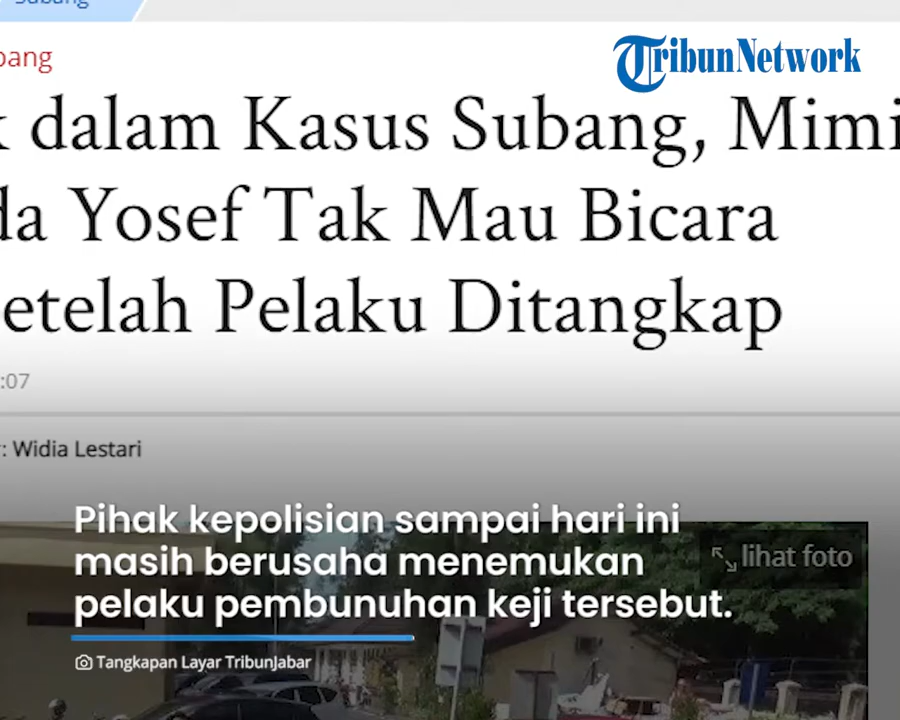 Subang
TribunNetwork
bang
k dalam Kasus Subang, Mimi
da Yosef Tak Mau Bicara
etelah Pelaku Ditangkap
:07
r: Widia Lestari
Pihak kepolisian sampai hari ini
lihat foto
masih berusaha menemukan
pelaku pembunuhan keji tersebut.
Tangkapan Layar TribunJabar